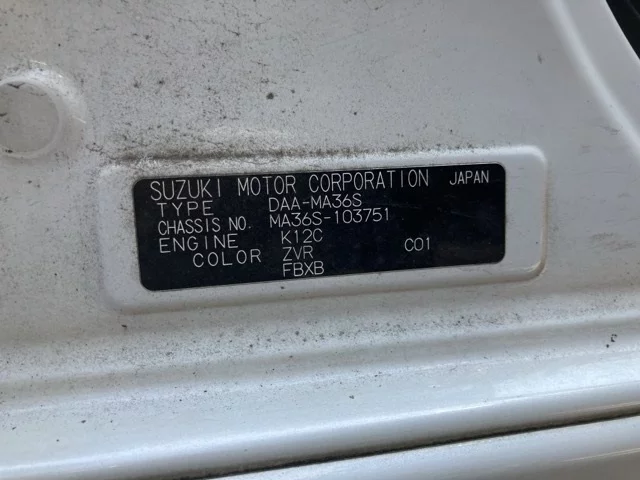 SUZUKI MOTOR CORPORATION JAPAN
TYPE DAA-MA36S
CHASSIS NO. MA36S-103751
ENGINE K12C
COLOR ZVR C01
FBXB